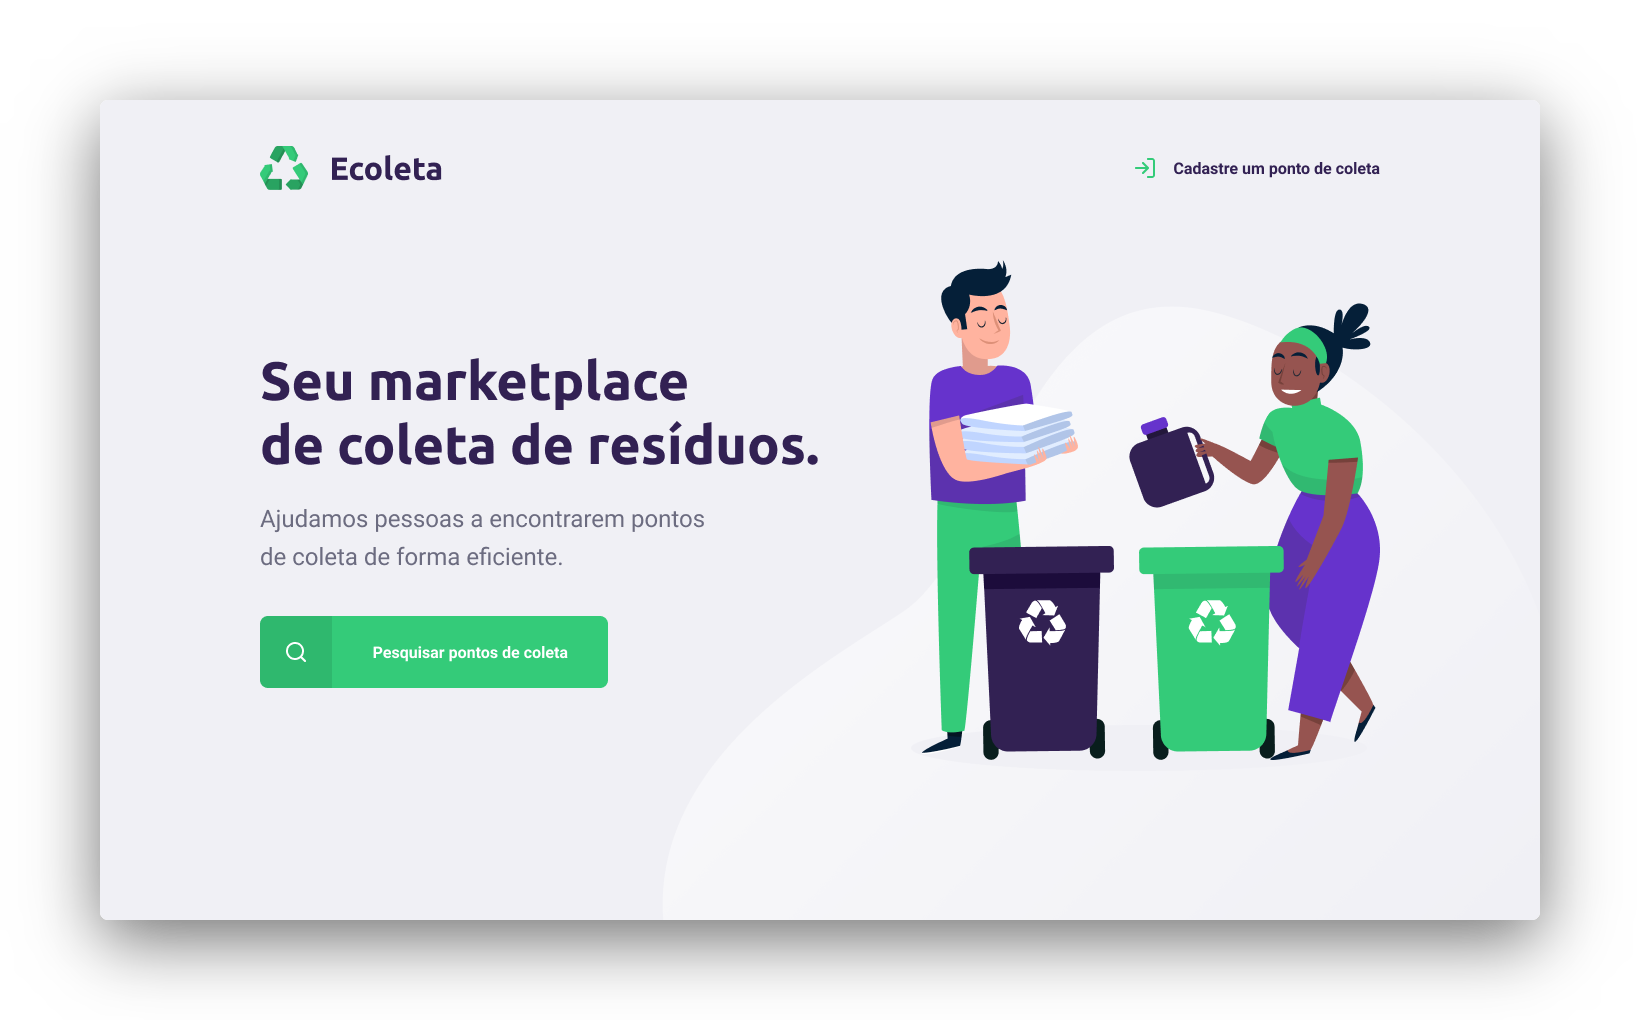 Ecoleta
Cadastre um ponto de coleta
Seu marketplace
de coleta de resíduos.
Ajudamos pessoas a encontrarem pontos
de coleta de forma eficiente.
Pesquisar pontos de coleta